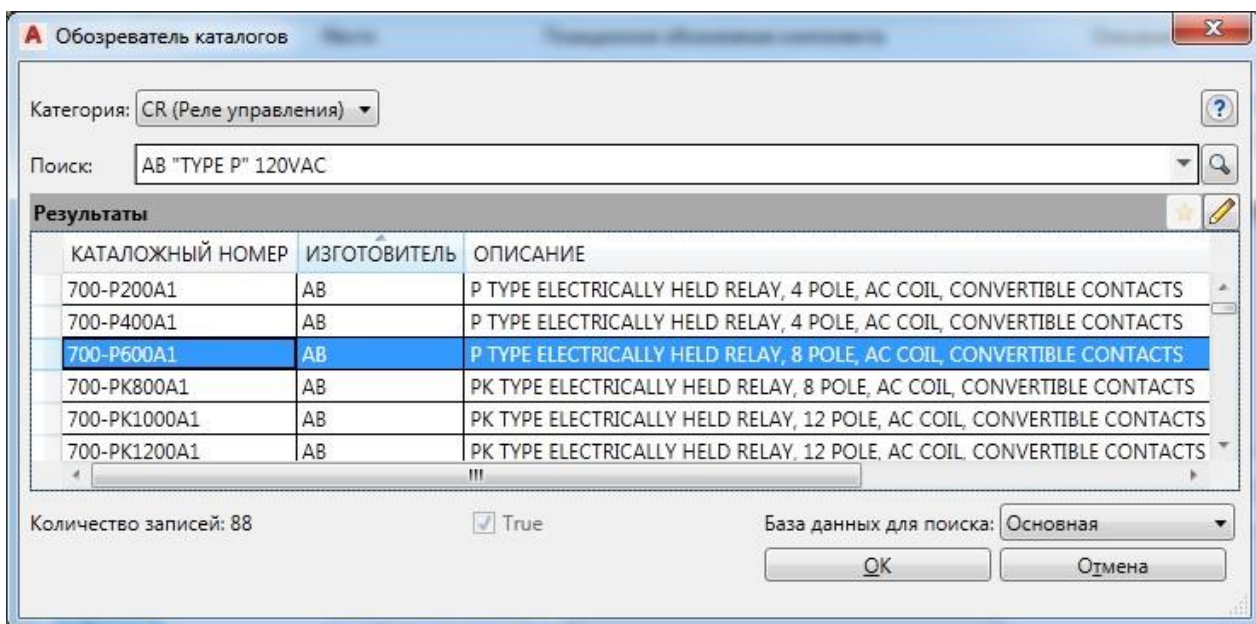 Обозреватель каталогов
Категория: CR (Реле управления)
Поиск: AB "TYPE P" 120VAC
Результаты
КАТАЛОЖНЫЙ НОМЕР ИЗГОТОВИТЕЛЬ ОПИСАНИЕ
700-P200A1 AB P TYPE ELECTRICALLY HELD RELAY, 4 POLE, AC COIL, CONVERTIBLE CONTACTS
700-P400A1 AB P TYPE ELECTRICALLY HELD RELAY, 4 POLE, AC COIL, CONVERTIBLE CONTACTS
700-P600A1 AB P TYPE ELECTRICALLY HELD RELAY, 8 POLE, AC COIL, CONVERTIBLE CONTACTS
700-PK800A1 AB PK TYPE ELECTRICALLY HELD RELAY, 8 POLE, AC COIL, CONVERTIBLE CONTACTS
700-PK1000A1 AB PK TYPE ELECTRICALLY HELD RELAY, 12 POLE, AC COIL, CONVERTIBLE CONTACTS
700-PK1200A1 AB PK TYPE ELECTRICALLY HELD RELAY, 12 POLE, AC COIL, CONVERTIBLE CONTACTS
Количество записей: 88 True База данных для поиска: Основная
OK Отмена